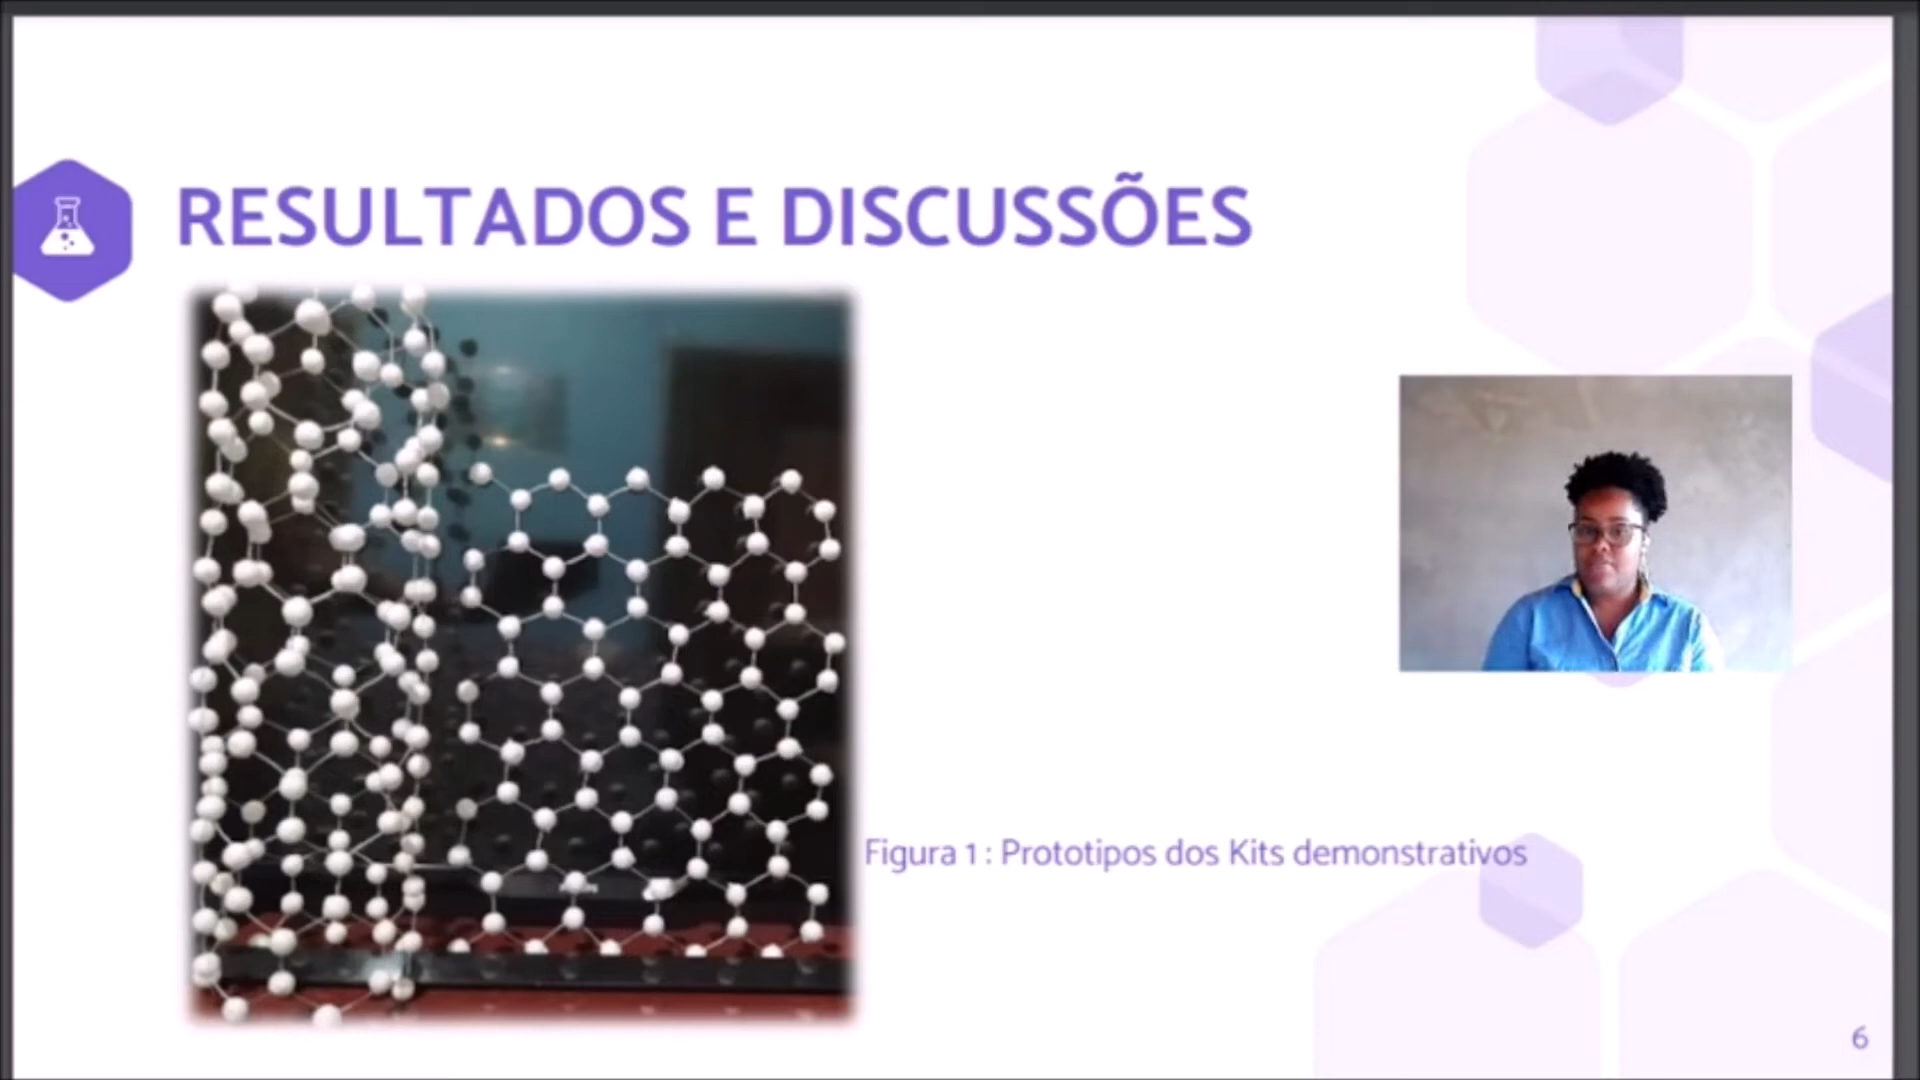 RESULTADOS E DISCUSSÕES
Figura 1 : Prototipos dos Kits demonstrativos
6